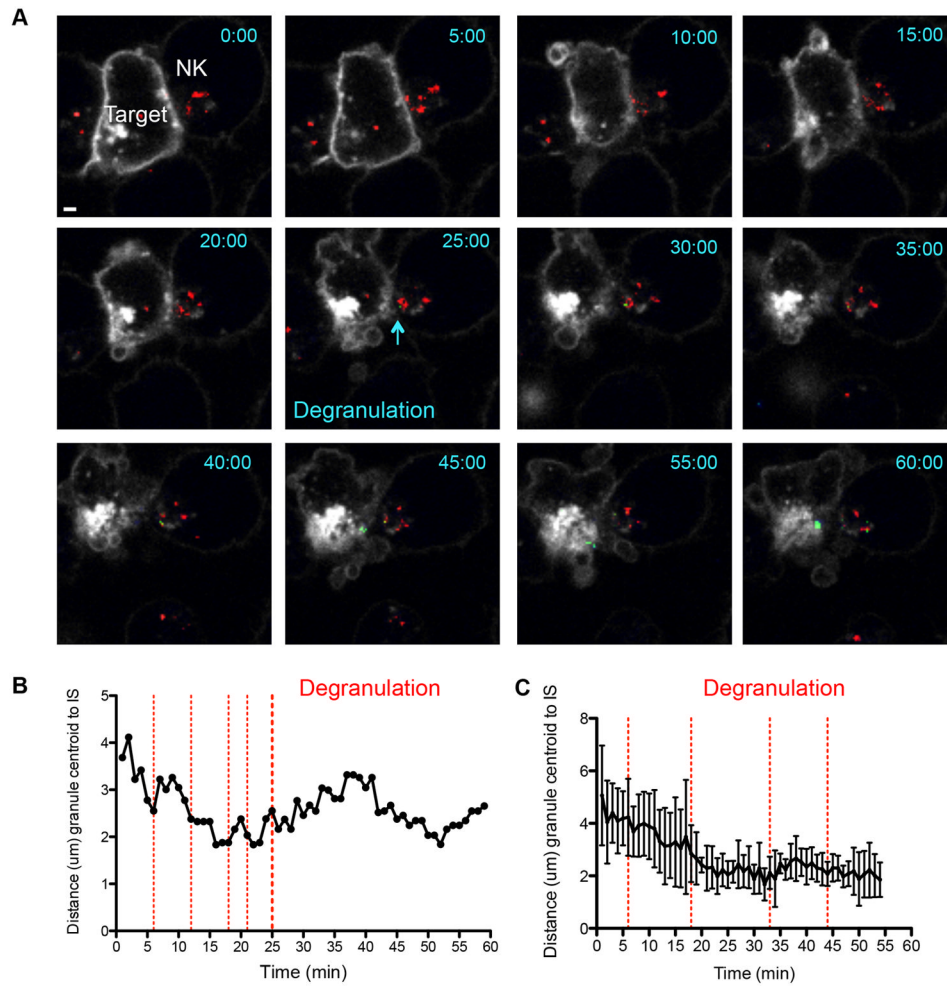 A
0:00
NK
Target
5:00
10:00
15:00
20:00
25:00
Degranulation
30:00
35:00
40:00
45:00
55:00
60:00
B
Degranulation
Distance (um) granule centroid to IS
5
4
3
2
1
0
0 5 10 15 20 25 30 35 40 45 50 55 60
Time (min)
C
Degranulation
Distance (um) granule centroid to IS
8
6
4
2
0
0 5 10 15 20 25 30 35 40 45 50 55 60
Time (min)